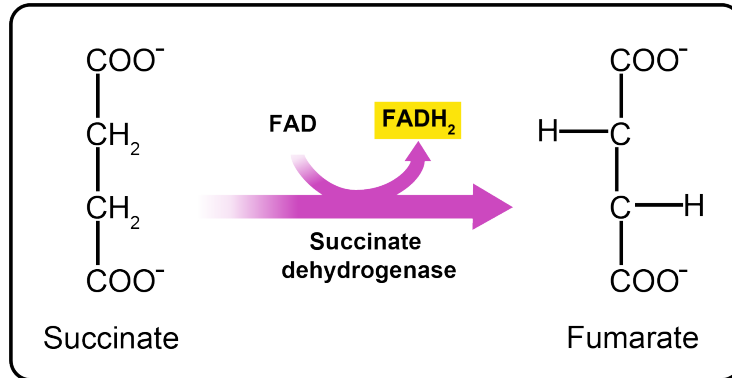 COO⁻
CH₂
CH₂
COO⁻
Succinate
FAD
FADH₂
Succinate
dehydrogenase
COO⁻
H C
C H
COO⁻
Fumarate